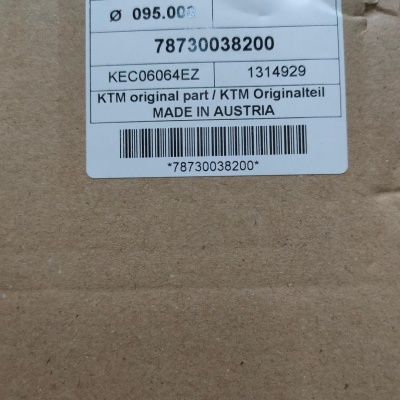 Ø 095.00
78730038200
KEC06064EZ 1314929
KTM original part / KTM Originalteil
MADE IN AUSTRIA
*78730038200*